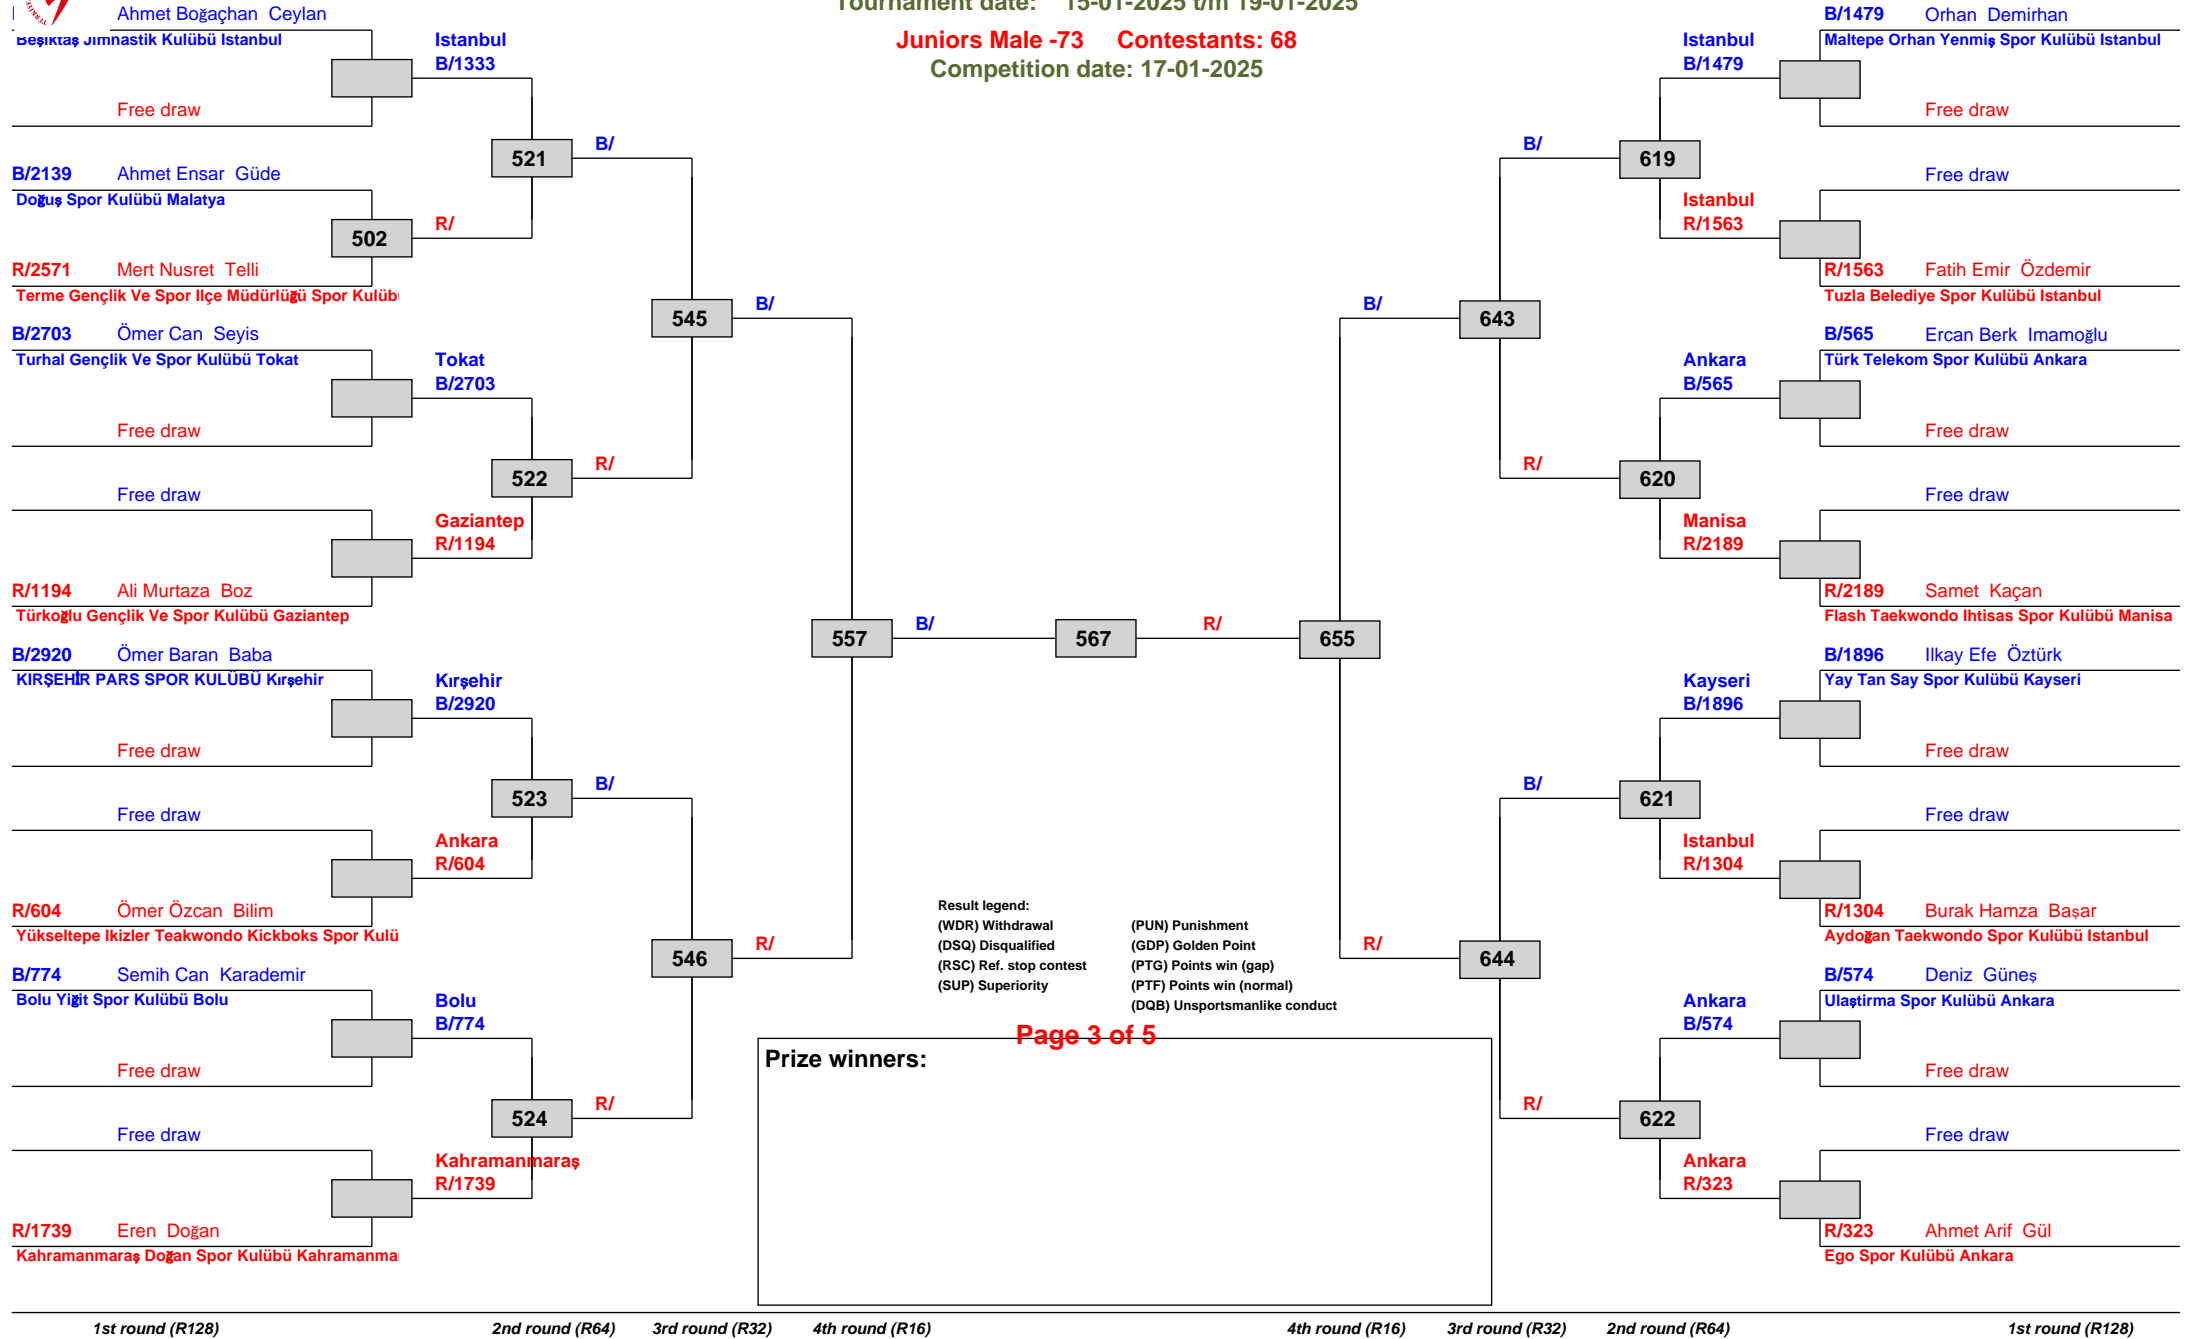 Tournament date: 15-01-2025 t/m 19-01-2025
Juniors Male -73 Contestants: 68
Competition date: 17-01-2025
Ahmet Boğaçhan Ceylan
Beşiktaş Jimnastik Kulübü Istanbul
Istanbul
B/1333
Free draw
521
B/
B/2139 Ahmet Ensar Güde
Doğuş Spor Kulübü Malatya
502
R/
R/2571 Mert Nusret Telli
Terme Gençlik Ve Spor Ilçe Müdürlüğü Spor Kulüb
545
B/
B/2703 Ömer Can Seyis
Turhal Gençlik Ve Spor Kulübü Tokat
Tokat
B/2703
Free draw
522
R/
Free draw
Gaziantep
R/1194
R/1194 Ali Murtaza Boz
Türkoğlu Gençlik Ve Spor Kulübü Gaziantep
557
B/
567
R/
655
B/2920 Ömer Baran Baba
KIRŞEHİR PARS SPOR KULÜBÜ Kırşehir
Kırşehir
B/2920
Free draw
523
B/
Free draw
Ankara
R/604
R/604 Ömer Özcan Bilim
Yükseltepe Ikizler Teakwondo Kickboks Spor Kulü
546
R/
B/774 Semih Can Karademir
Bolu Yiğit Spor Kulübü Bolu
Bolu
B/774
Free draw
524
R/
Free draw
Kahramanmaraş
R/1739
R/1739 Eren Doğan
Kahramanmaraş Doğan Spor Kulübü Kahramanma
B/1479 Orhan Demirhan
Maltepe Orhan Yenmiş Spor Kulübü Istanbul
Istanbul
B/1479
Free draw
B/
619
Free draw
Istanbul
R/1563
R/1563 Fatih Emir Özdemir
Tuzla Belediye Spor Kulübü Istanbul
B/
643
B/565 Ercan Berk Imamoğlu
Türk Telekom Spor Kulübü Ankara
Ankara
B/565
Free draw
R/
620
Free draw
Manisa
R/2189
R/2189 Samet Kaçan
Flash Taekwondo Ihtisas Spor Kulübü Manisa
B/1896 Ilkay Efe Öztürk
Yay Tan Say Spor Kulübü Kayseri
Kayseri
B/1896
Free draw
B/
621
Free draw
Istanbul
R/1304
R/1304 Burak Hamza Başar
Aydoğan Taekwondo Spor Kulübü Istanbul
R/
644
B/574 Deniz Güneş
Ulaştirma Spor Kulübü Ankara
Ankara
B/574
Free draw
R/
622
Free draw
Ankara
R/323
R/323 Ahmet Arif Gül
Ego Spor Kulübü Ankara
Result legend:
(WDR) Withdrawal (PUN) Punishment
(DSQ) Disqualified (GDP) Golden Point
(RSC) Ref. stop contest (PTG) Points win (gap)
(SUP) Superiority (PTF) Points win (normal)
(DQB) Unsportsmanlike conduct
Page 3 of 5
Prize winners:
1st round (R128) 2nd round (R64) 3rd round (R32) 4th round (R16) 4th round (R16) 3rd round (R32) 2nd round (R64) 1st round (R128)